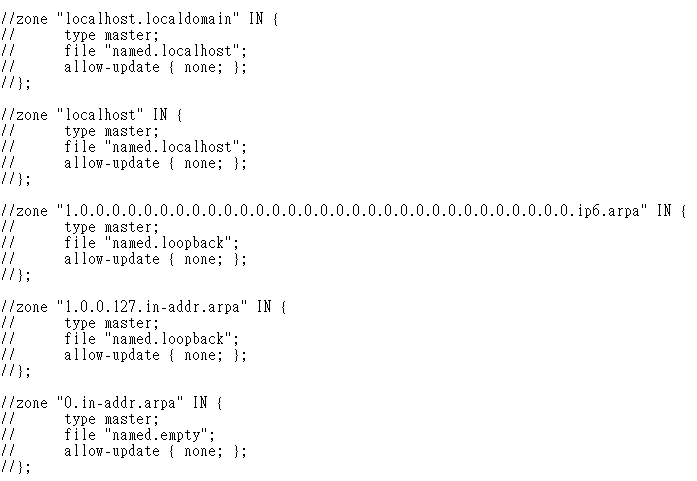 //zone "localhost.localdomain" IN {
//      type master;
//      file "named.localhost";
//      allow-update { none; };
//};

//zone "localhost" IN {
//      type master;
//      file "named.localhost";
//      allow-update { none; };
//};

//zone "1.0.0.0.0.0.0.0.0.0.0.0.0.0.0.0.0.0.0.0.0.0.0.0.0.0.0.0.0.0.0.0.ip6.arpa" IN {
//      type master;
//      file "named.loopback";
//      allow-update { none; };
//};

//zone "1.0.0.127.in-addr.arpa" IN {
//      type master;
//      file "named.loopback";
//      allow-update { none; };
//};

//zone "0.in-addr.arpa" IN {
//      type master;
//      file "named.empty";
//      allow-update { none; };
//};